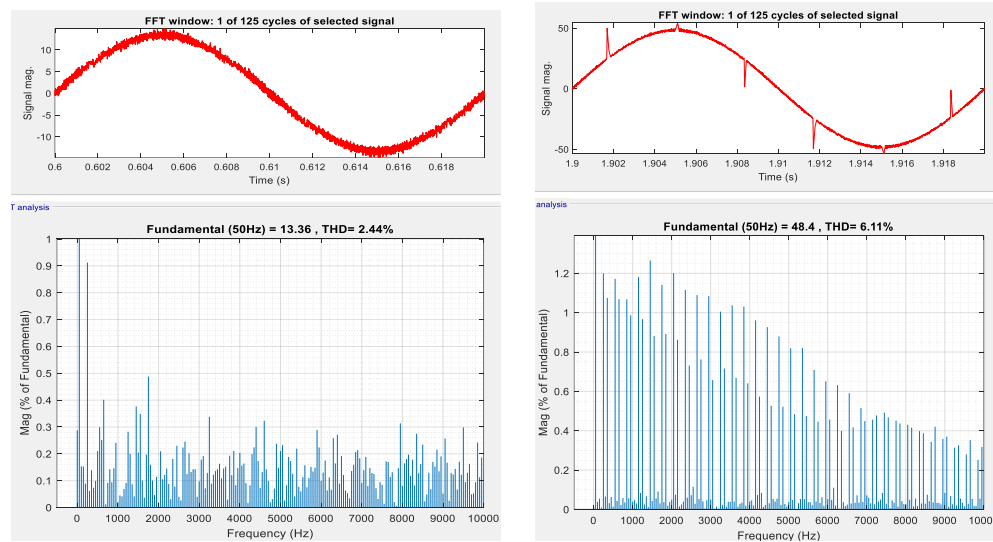 FFT window: 1 of 125 cycles of selected signal
Signal mag.
10
5
0
-5
-10
0.6 0.602 0.604 0.606 0.608 0.61 0.612 0.614 0.616 0.618
Time (s)
T analysis
Fundamental (50Hz) = 13.36 , THD= 2.44%
Mag (% of Fundamental)
1
0.9
0.8
0.7
0.6
0.5
0.4
0.3
0.2
0.1
0
0 1000 2000 3000 4000 5000 6000 7000 8000 9000 10000
Frequency (Hz)
FFT window: 1 of 125 cycles of selected signal
Signal mag.
50
0
-50
1.9 1.902 1.904 1.906 1.908 1.91 1.912 1.914 1.916 1.918
Time (s)
analysis
Fundamental (50Hz) = 48.4 , THD= 6.11%
Mag (% of Fundamental)
1.2
1
0.8
0.6
0.4
0.2
0
0 1000 2000 3000 4000 5000 6000 7000 8000 9000 1000
Frequency (Hz)